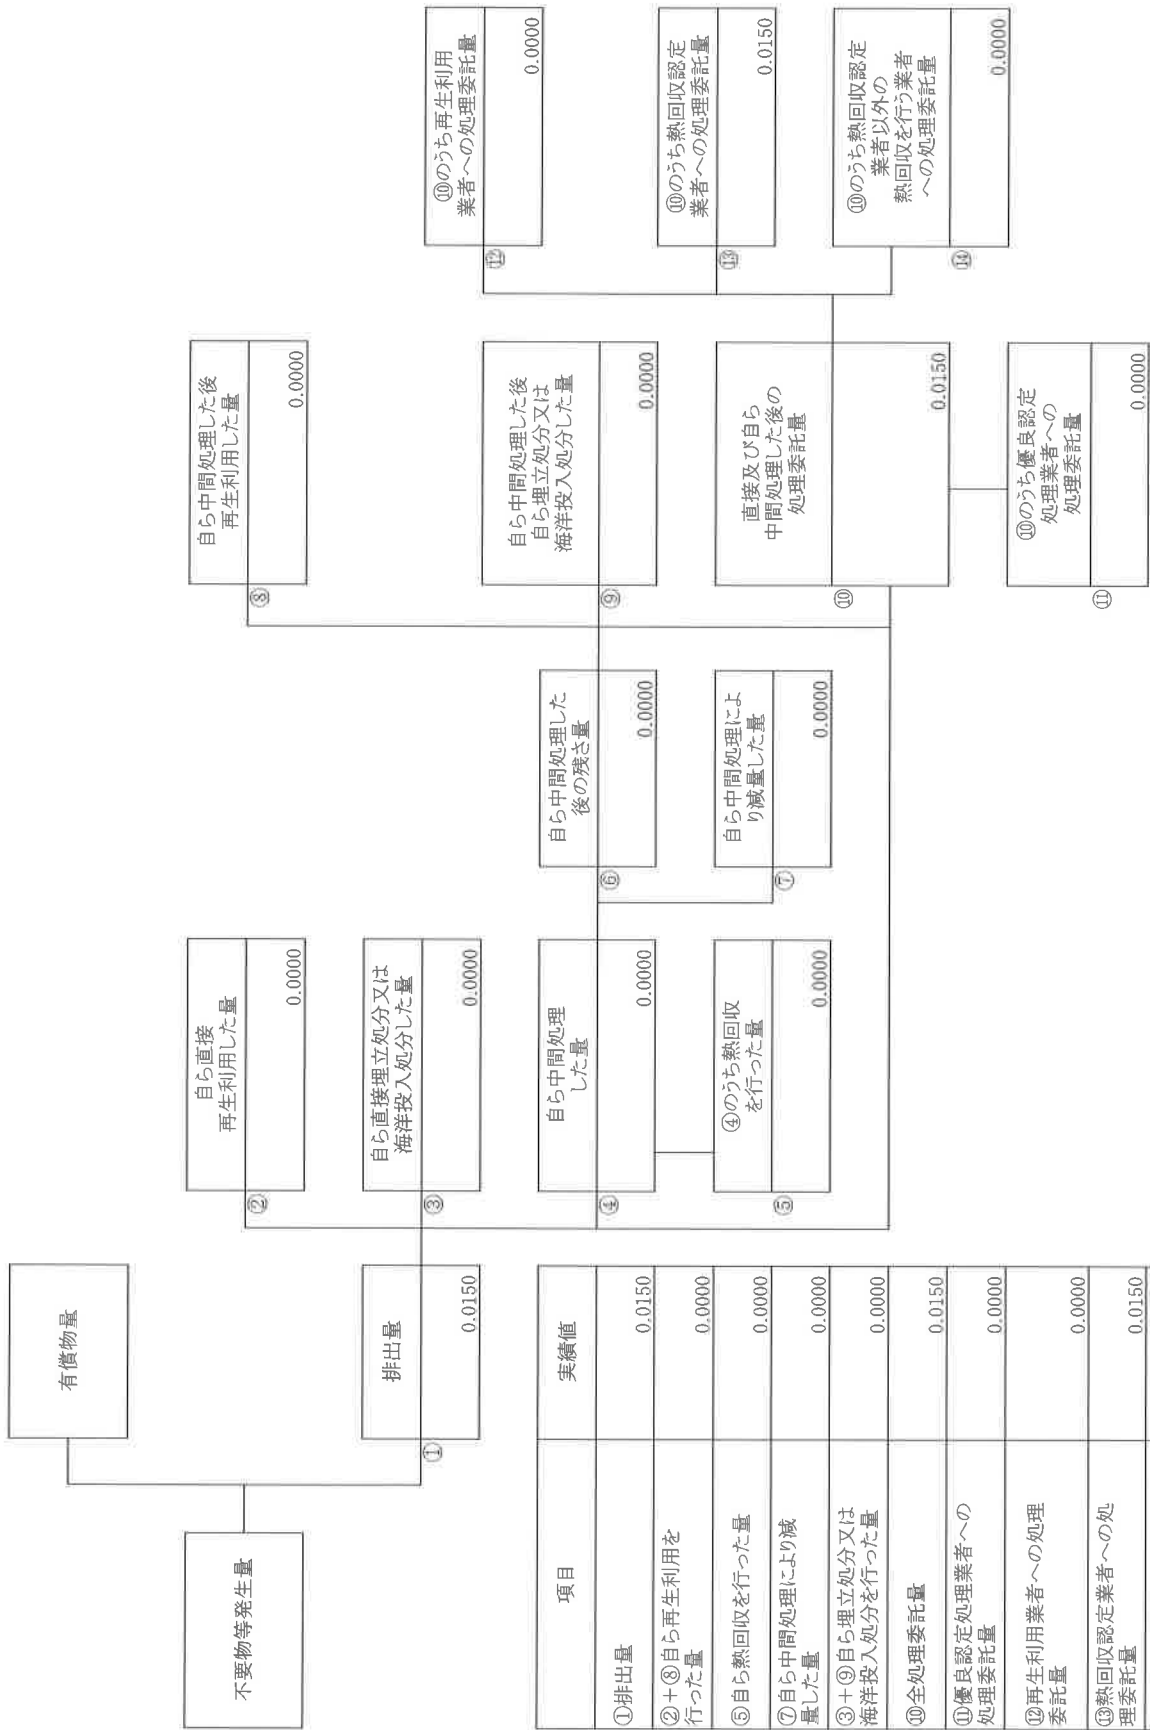 不要物等発生量
有償物量
①
排出量
0.0150
②
自ら直接
再生利用した量
0.0000
③
自ら直接埋立処分又は
海洋投入処分した量
0.0000
④
自ら中間処理
した量
0.0000
⑤
④のうち熱回収
を行った量
0.0000
⑥
自ら中間処理した
後の残さ量
0.0000
⑦
自ら中間処理によ
り減量した量
0.0000
⑧
自ら中間処理した後
再生利用した量
0.0000
⑨
自ら中間処理した後
自ら埋立処分又は
海洋投入処分した量
0.0000
⑩
直接及び自ら
中間処理した後の
処理委託量
0.0150
⑪
⑩のうち優良認定
処理業者への
処理委託量
0.0000
⑫
⑩のうち再生利用
業者への処理委託量
0.0000
⑬
⑩のうち熱回収認定
業者への処理委託量
0.0150
⑭
⑩のうち熱回収認定
業者以外の
熱回収を行う業者
への処理委託量
0.0000
項目 実績値
①排出量 0.0150
②+⑧自ら再生利用を
行った量 0.0000
⑤自ら熱回収を行った量 0.0000
⑦自ら中間処理により減
量した量 0.0000
③+⑨自ら埋立処分又は
海洋投入処分を行った量 0.0000
⑩全処理委託量 0.0150
⑪優良認定処理業者への
処理委託量 0.0000
⑫再生利用業者への処理
委託量 0.0000
⑬熱回収認定業者への処
理委託量 0.0150